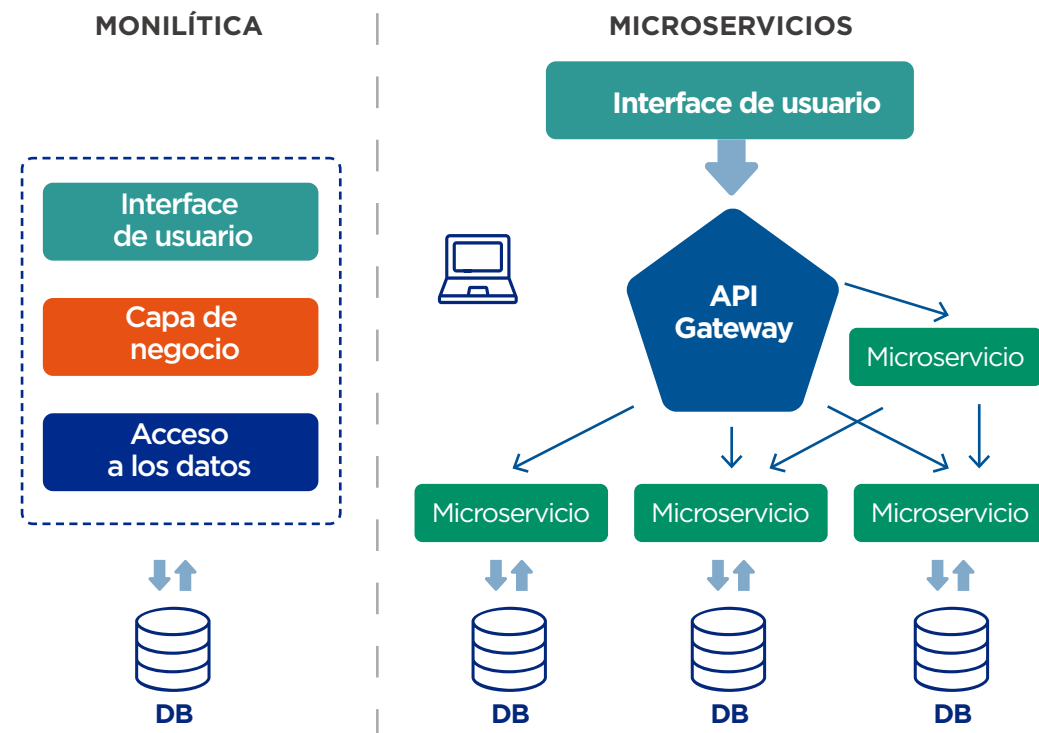 MONILÍTICA
Interface
de usuario
Capa de
negocio
Acceso
a los datos
DB
MICROSERVICIOS
Interface de usuario
API
Gateway
Microservicio
Microservicio
Microservicio
Microservicio
DB
DB
DB